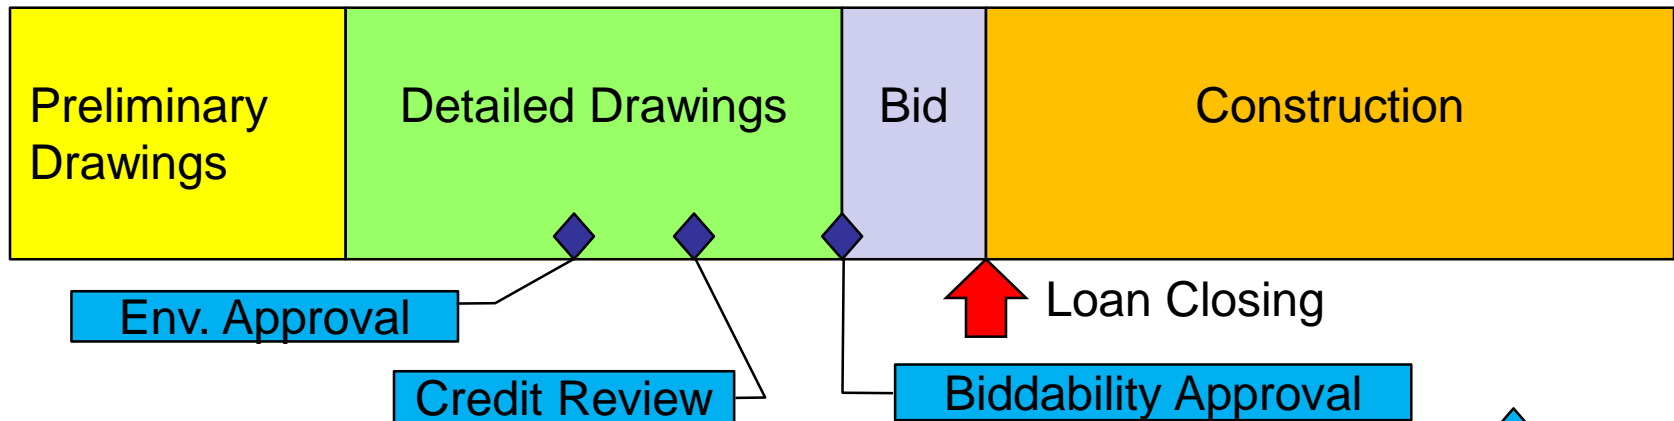 Preliminary
Drawings
Detailed Drawings
Bid
Construction
Env. Approval
Loan Closing
Credit Review
Biddability Approval